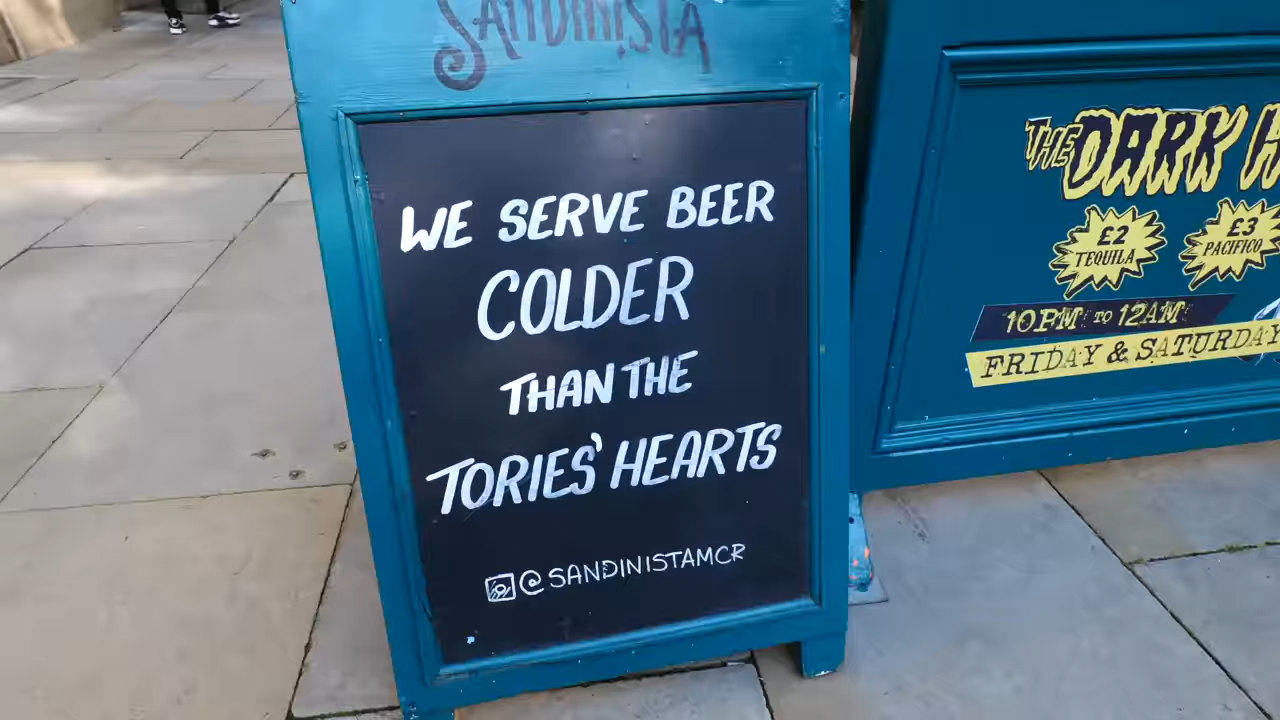 SANDINISTA
WE SERVE BEER
COLDER
THAN THE
TORIES' HEARTS
@SANDINISTAMCR
THE DARK
£2
TEQUILA
£3
PACIFICO
10PM TO 12AM
FRIDAY & SATURDAY